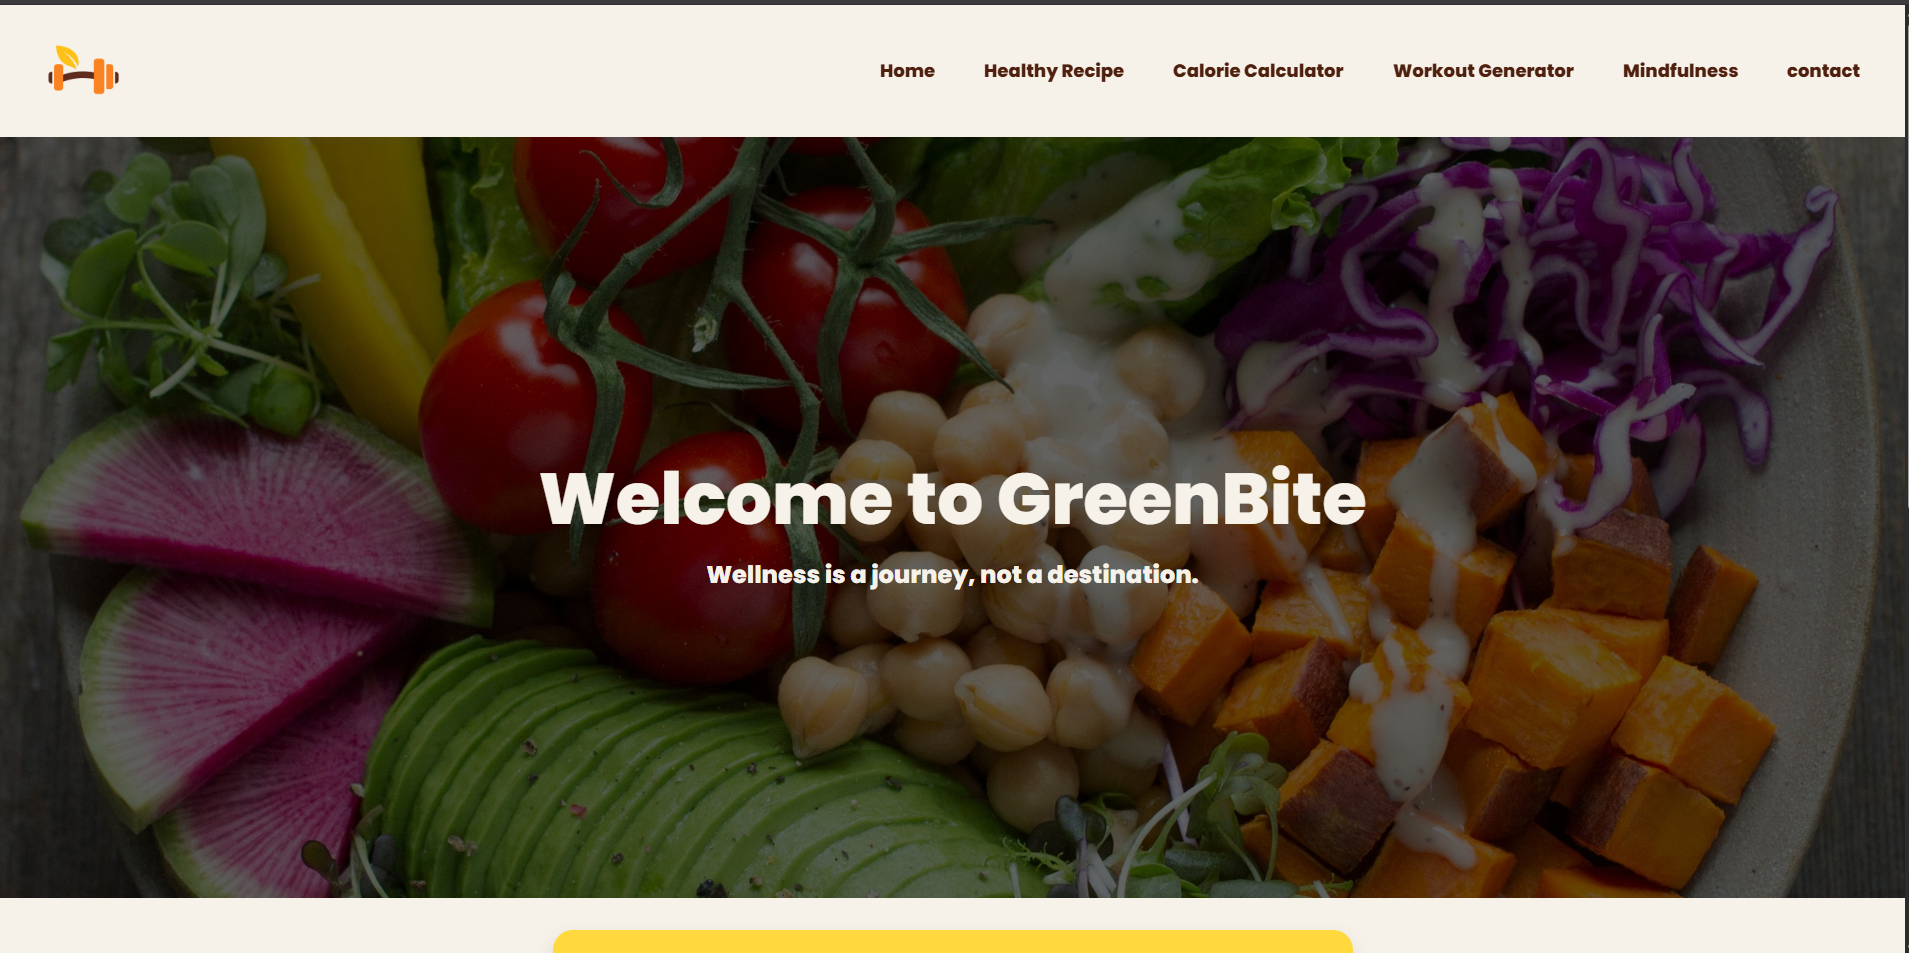 Home Healthy Recipe Calorie Calculator Workout Generator Mindfulness contact
Welcome to GreenBite
Wellness is a journey, not a destination.